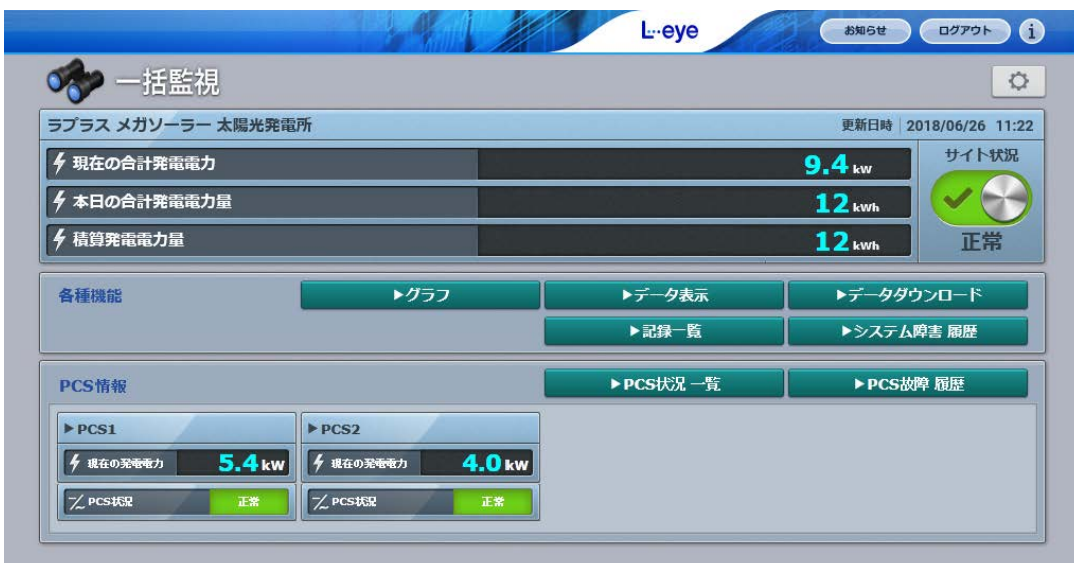 L-eye
お知らせ
ログアウト
i
一括監視
ラプラス メガソーラー 太陽光発電所
更新日時 2018/06/26 11:22
現在の合計発電電力 9.4 kW
本日の合計発電電力量 12 kWh
積算発電電力量 12 kWh
サイト状況
正常
各種機能
▶グラフ
▶データ表示
▶データダウンロード
▶記録一覧
▶システム障害 履歴
PCS情報
▶PCS状況 一覧
▶PCS故障 履歴
▶PCS1
現在の発電電力 5.4 kW
PCS状況 正常
▶PCS2
現在の発電電力 4.0 kW
PCS状況 正常